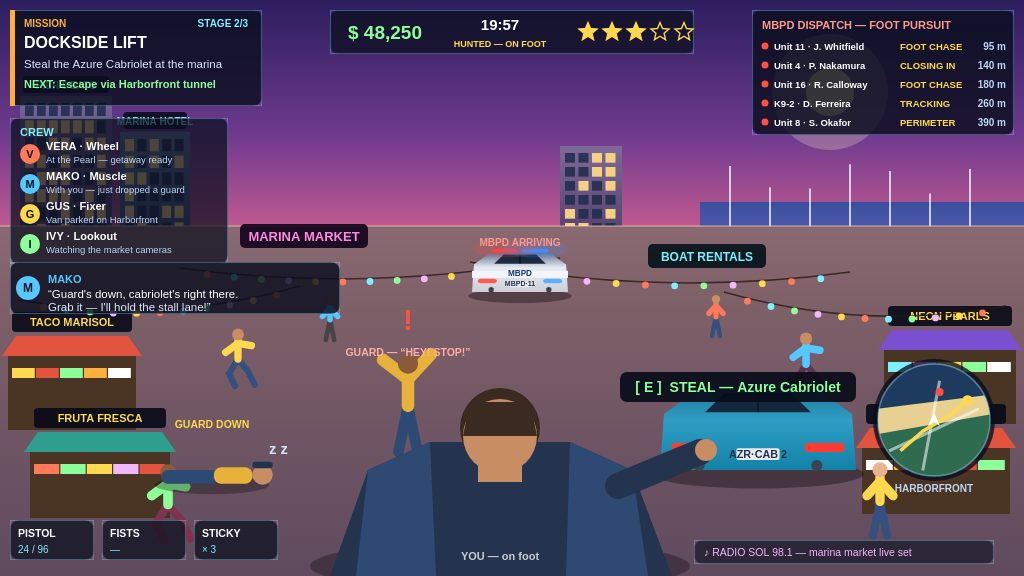 MISSION
STAGE 2/3
DOCKSIDE LIFT
Steal the Azure Cabriolet at the marina
NEXT: Escape via Harborfront tunnel
$ 48,250
19:57
HUNTED — ON FOOT
MBPD DISPATCH — FOOT PURSUIT
Unit 11 · J. Whitfield FOOT CHASE 95 m
Unit 4 · P. Nakamura CLOSING IN 140 m
Unit 16 · R. Calloway FOOT CHASE 180 m
K9-2 · D. Ferreira TRACKING 260 m
Unit 8 · S. Okafor PERIMETER 390 m
MARINA HOTEL
CREW
V
VERA · Wheel
At the Pearl — getaway ready
M
MAKO · Muscle
With you — just dropped a guard
G
GUS · Fixer
Van parked on Harborfront
I
IVY · Lookout
Watching the market cameras
M
MAKO
“Guard's down, cabriolet's right there.
Grab it — I'll hold the stall lane!”
MARINA MARKET
MBPD ARRIVING
MBPD
MBPD·11
BOAT RENTALS
TACO MARISOL
NEON PEARLS
!
GUARD — “HEY! STOP!”
[ E ] STEAL — Azure Cabriolet
FRUTA FRESCA
GUARD DOWN
z z
AZR·CAB 2
HARBORFRONT
PISTOL
24 / 96
FISTS
—
STICKY
× 3
YOU — on foot
♪ RADIO SOL 98.1 — marina market live set